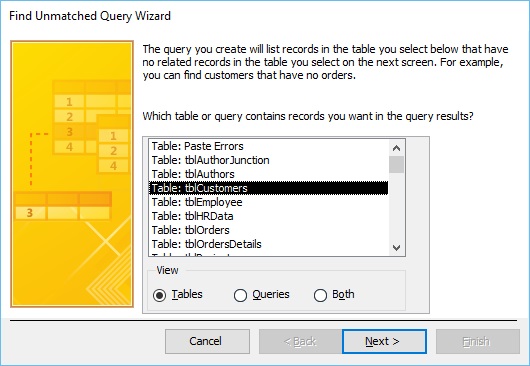 Find Unmatched Query Wizard
The query you create will list records in the table you select below that have
no related records in the table you select on the next screen. For example,
you can find customers that have no orders.
Which table or query contains records you want in the query results?
1
2
3
4
1
2
4
3
Table: Paste Errors
Table: tblAuthorJunction
Table: tblAuthors
Table: tblCustomers
Table: tblEmployee
Table: tblHRData
Table: tblOrders
Table: tblOrdersDetails
View
Tables
Queries
Both
Cancel
< Back
Next >
Finish